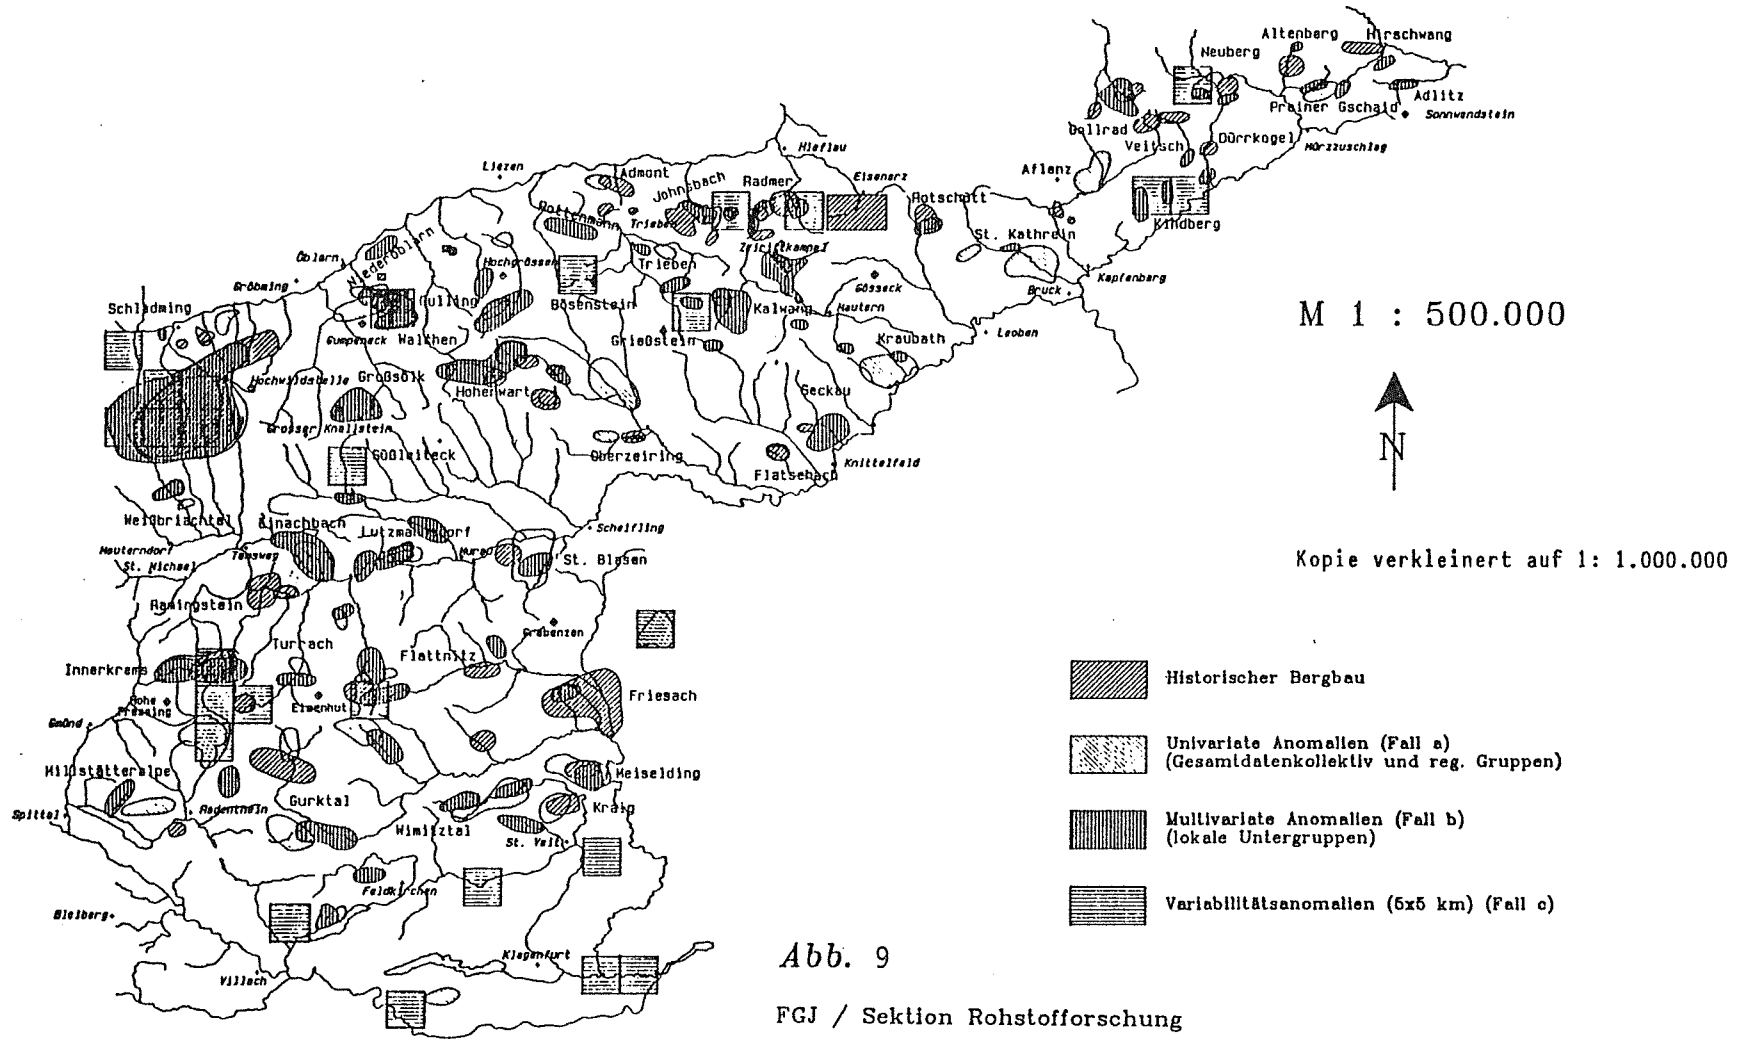 Altenberg
Hirschwang
Neuberg
Adlitz
Prainer Gschaid
Sonnwendstein
Gollrad
Veitsch
Dürrkogel
Mürzzuschlag
Hieflau
Aflanz
Liezen
Admont
Johnsbach
Radmer
Eisenerz
Rotschütt
Kindberg
Rottenmann
Trieben
St. Kathrein
Zeiritzkampel
Niederöblarn
Öblarn
Hochgrössen
Trieben
Kapfenberg
Gröbming
Bösenstein
Gösseck
Bruck
Schladming
Gulling
Kalwang
Mautern
M 1 : 500.000
Gumpeneck
Walchen
Grießstein
Kraubath
Leoben
Hochwildstelle
Großsölk
Hohenwart
Seckau
Grosser Knallstein
N
Süßleiteck
Oberzeiring
Flatschach
Knittelfeld
Weißbriachtal
Einachbach
Lutzmannsdorf
Scheifling
Mauterndorf
Tamsweg
Murau
St. Blasen
St. Michael
Kopie verkleinert auf 1: 1.000.000
Ramingstein
Grebenzen
Turrach
Flattnitz
Innerkrems
Historischer Bergbau
Friesach
Hohe
Pressing
Eisenhut
Gmünd
Univariate Anomalien (Fall a)
(Gesamtdatenkollektiv und reg. Gruppen)
Millstätteralpe
Meiselding
Gurktal
Kraig
Spittal
Radenthein
Wimitztal
Multivariate Anomalien (Fall b)
(lokale Untergruppen)
St. Veit
Feldkirchen
Variabilitätsanomalien (5x5 km) (Fall c)
Bleiberg
Klagenfurt
Villach
Abb. 9
FGJ / Sektion Rohstofforschung